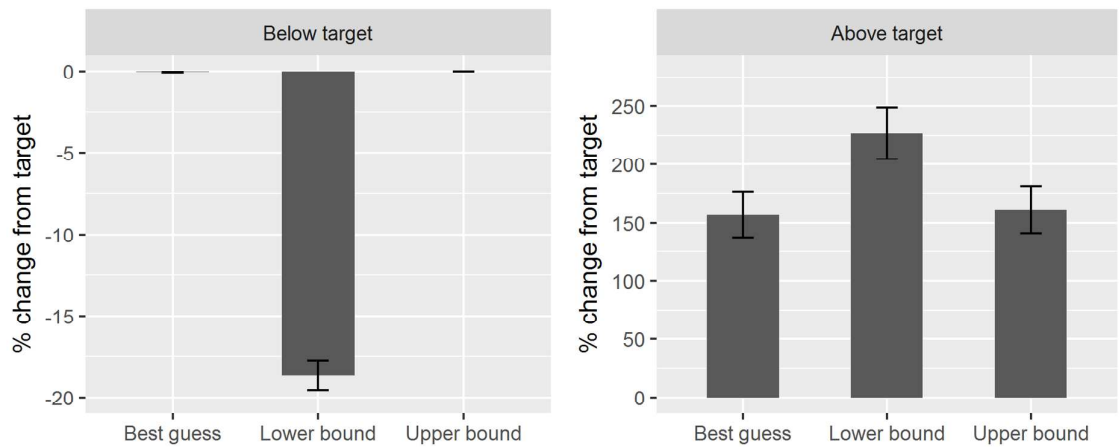 Below target
% change from target
0
-5
-10
-15
-20
Best guess Lower bound Upper bound
Above target
% change from target
250
200
150
100
50
0
Best guess Lower bound Upper bound